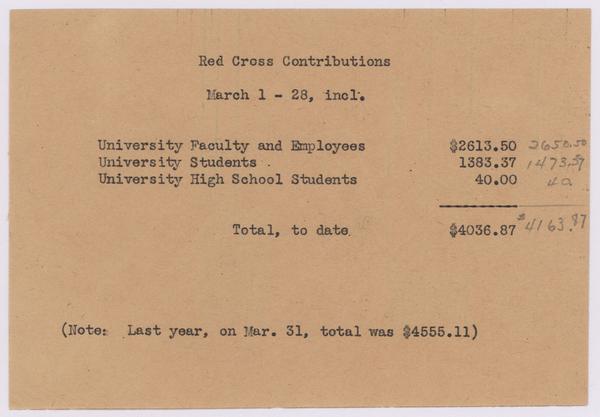 Red Cross Contributions
March 1 - 28, incl.
University Faculty and Employees $2613.50 2650.50
University Students 1383.37 1473.37
University High School Students 40.00 40.
Total, to date $4036.87 $4163.87
(Note: Last year, on Mar. 31, total was $4555.11)